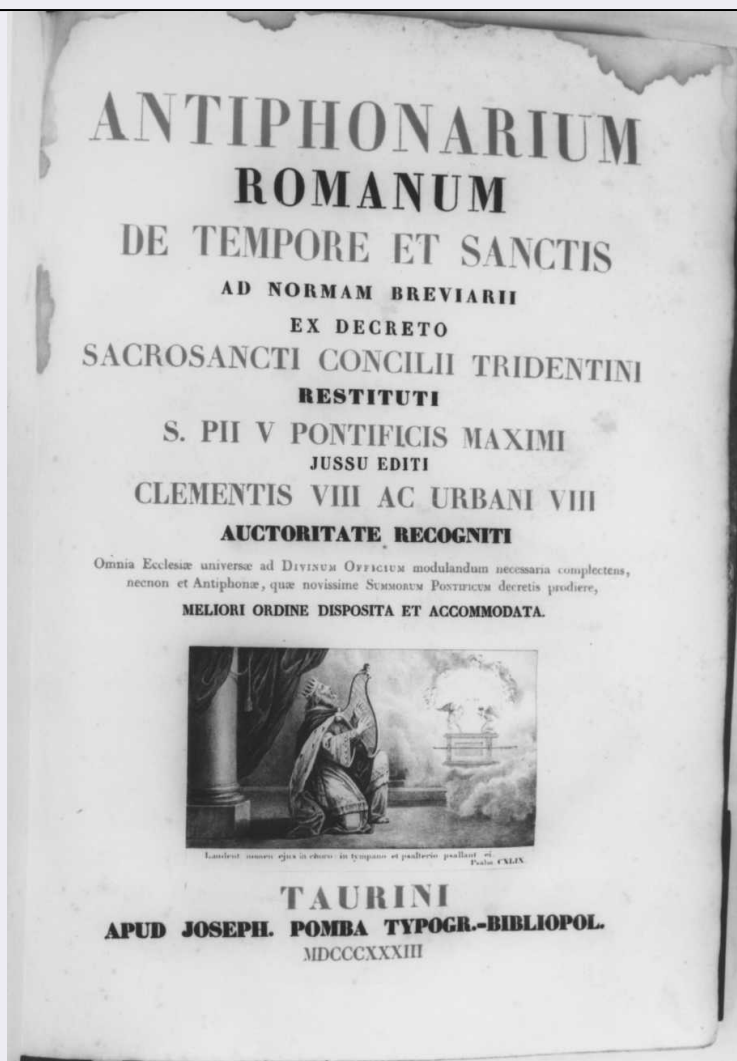 ANTIPHONARIUM
ROMANUM
DE TEMPORE ET SANCTIS
AD NORMAM BREVIARII
EX DECRETO
SACROSANCTI CONCILII TRIDENTINI
RESTITUTI
S. PII V PONTIFICIS MAXIMI
JUSSU EDITI
CLEMENTIS VIII AC URBANI VIII
AUCTORITATE RECOGNITI
Omnia Ecclesiæ universæ ad DIVINUM OFFICIUM modulandum necessaria complectens,
necnon et Antiphonæ, quæ novissime SUMMORUM PONTIFICUM decretis prodiere,
MELIORI ORDINE DISPOSITA ET ACCOMMODATA.
Laudent nomen ejus in choro: in tympano et psalterio psallant ei.
Psalm. CXLIX.
TAURINI
APUD JOSEPH. POMBA TYPOGR.-BIBLIOPOL.
MDCCCXXXIII